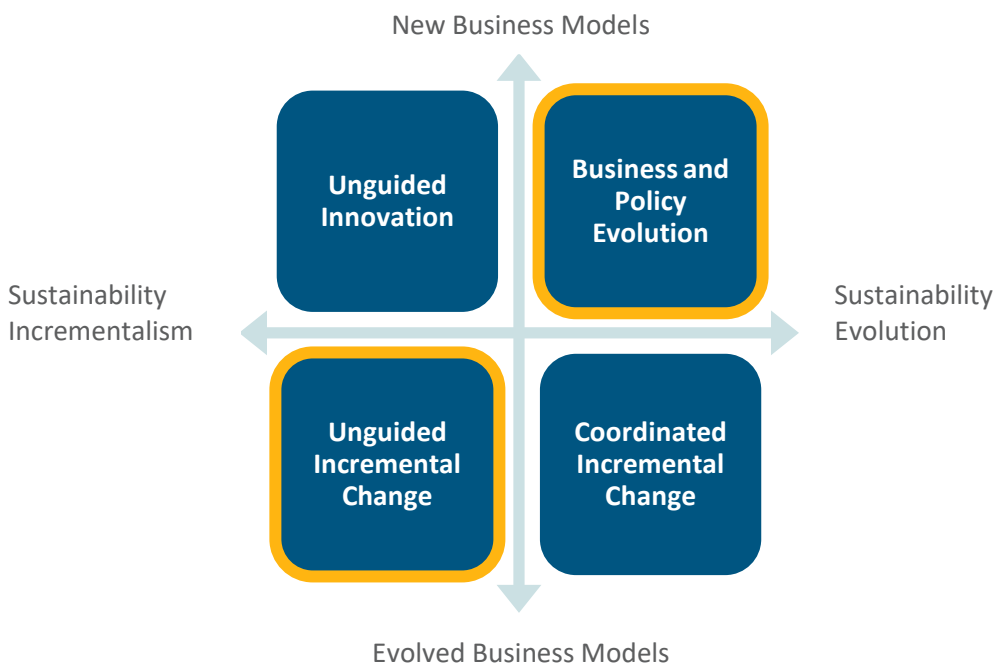 New Business Models
Unguided
Innovation
Business and
Policy
Evolution
Sustainability
Incrementalism
Sustainability
Evolution
Unguided
Incremental
Change
Coordinated
Incremental
Change
Evolved Business Models